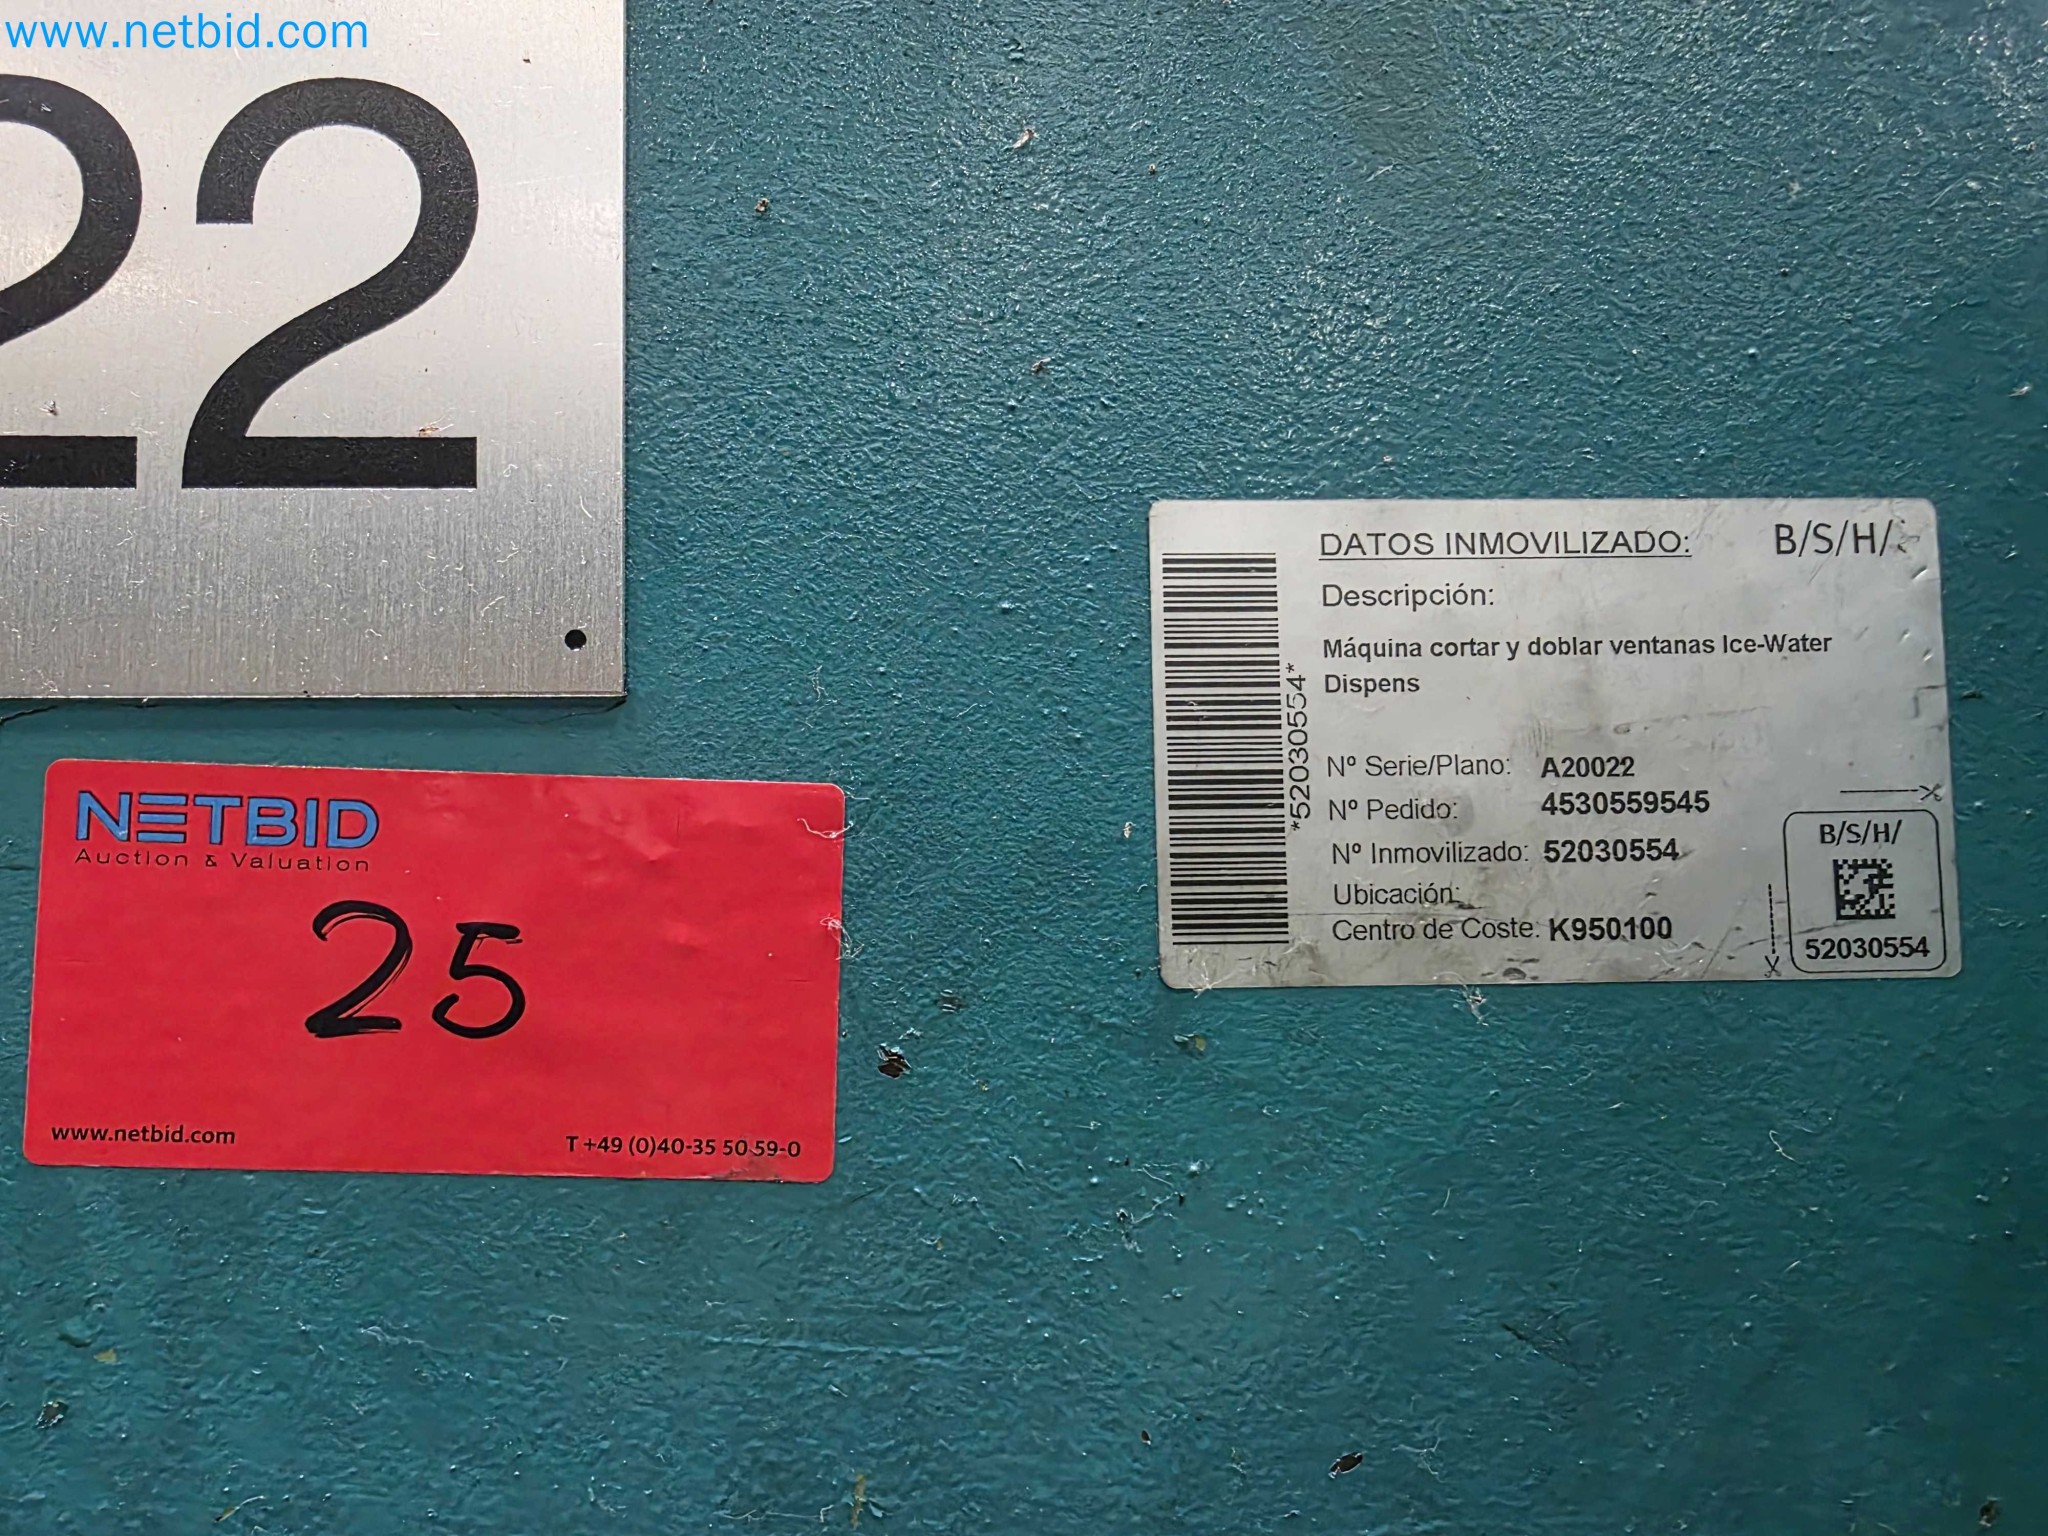 www.netbid.com
22
DATOS INMOVILIZADO:
B/S/H/
Descripción:
Máquina cortar y doblar ventanas Ice-Water
Dispens
Nº Serie/Plano: A20022
Nº Pedido: 4530559545
Nº Inmovilizado: 52030554
Ubicación:
Centro de Coste: K950100
*52030554*
B/S/H/
52030554
NETBID
Auction & Valuation
25
www.netbid.com
T +49 (0)40-35 50 59-0